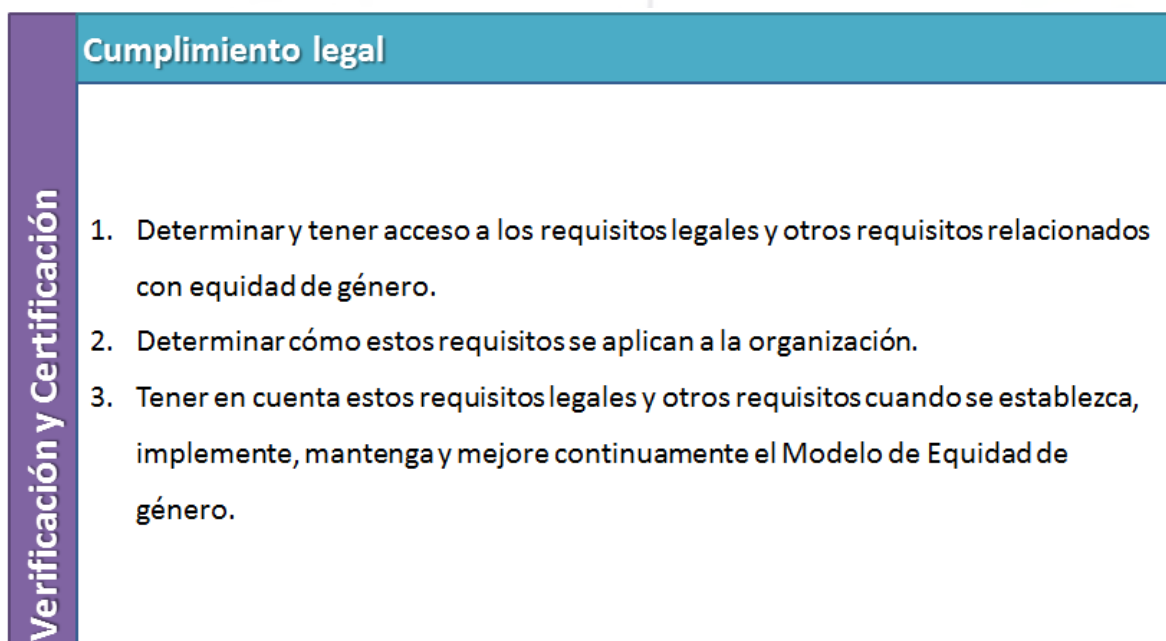 Cumplimiento legal
Verificación y Certificación
1. Determinar y tener acceso a los requisitos legales y otros requisitos relacionados
con equidad de género.
2. Determinar cómo estos requisitos se aplican a la organización.
3. Tener en cuenta estos requisitos legales y otros requisitos cuando se establezca,
implemente, mantenga y mejore continuamente el Modelo de Equidad de
género.